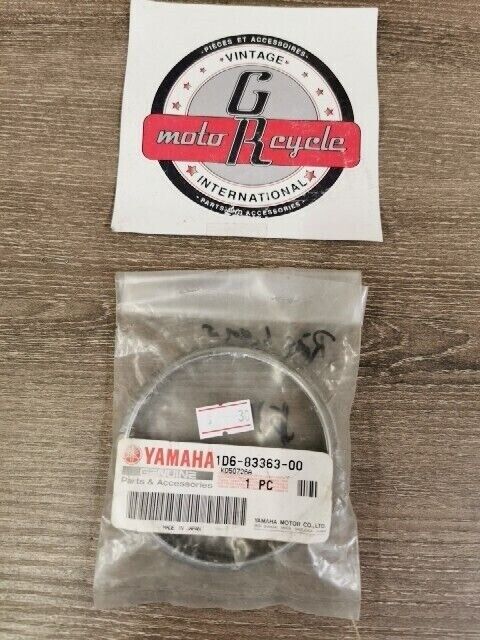 PIÈCES ET ACCESSOIRES
VINTAGE
G
moto R cycle
INTERNATIONAL
PARTS AND ACCESSORIES
YAMAHA 1D6-83363-00
GENUINE
Parts & Accessories
1 PC
MADE IN JAPAN
YAMAHA MOTOR CO., LTD.